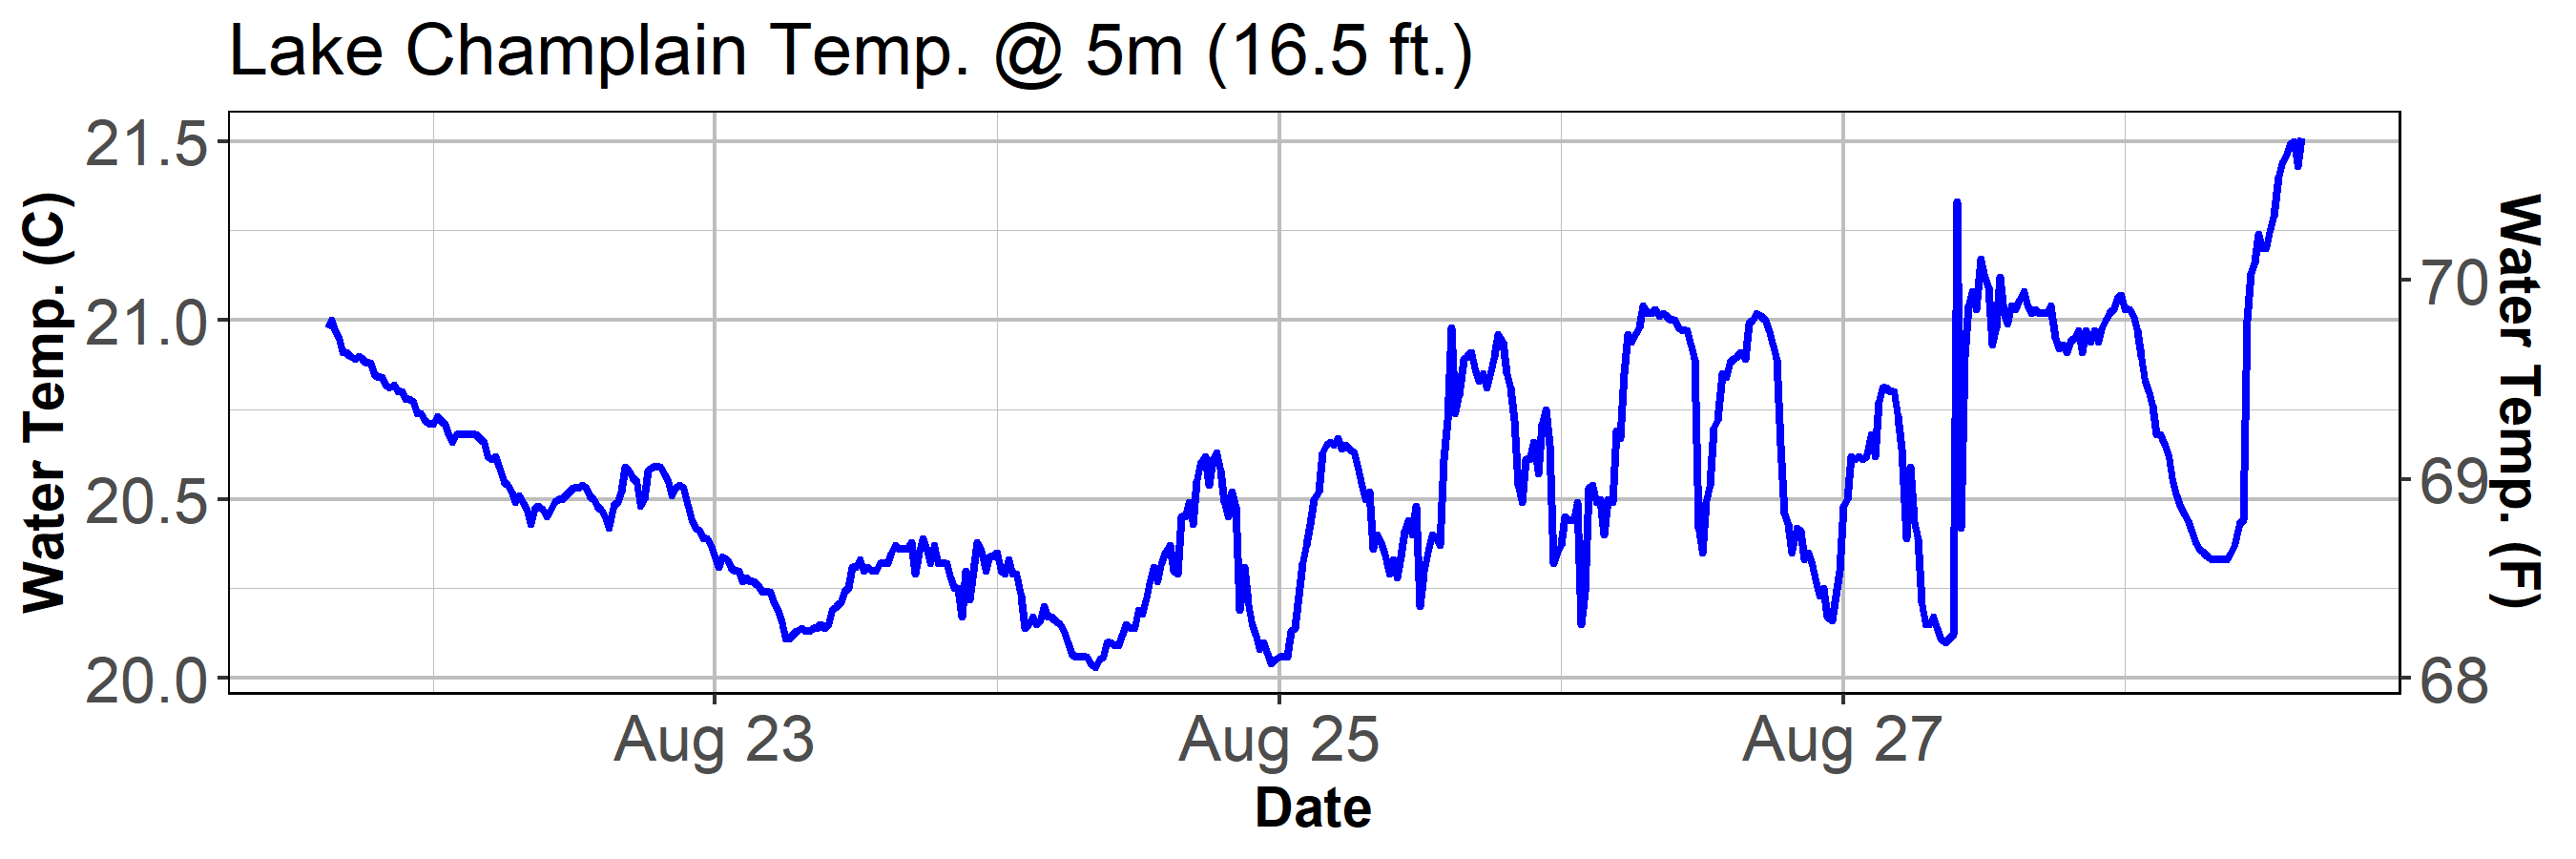 Lake Champlain Temp. @ 5m (16.5 ft.)
Water Temp. (C)
21.5
21.0
20.5
20.0
70
69
68
Water Temp. (F)
Aug 23
Aug 25
Aug 27
Date